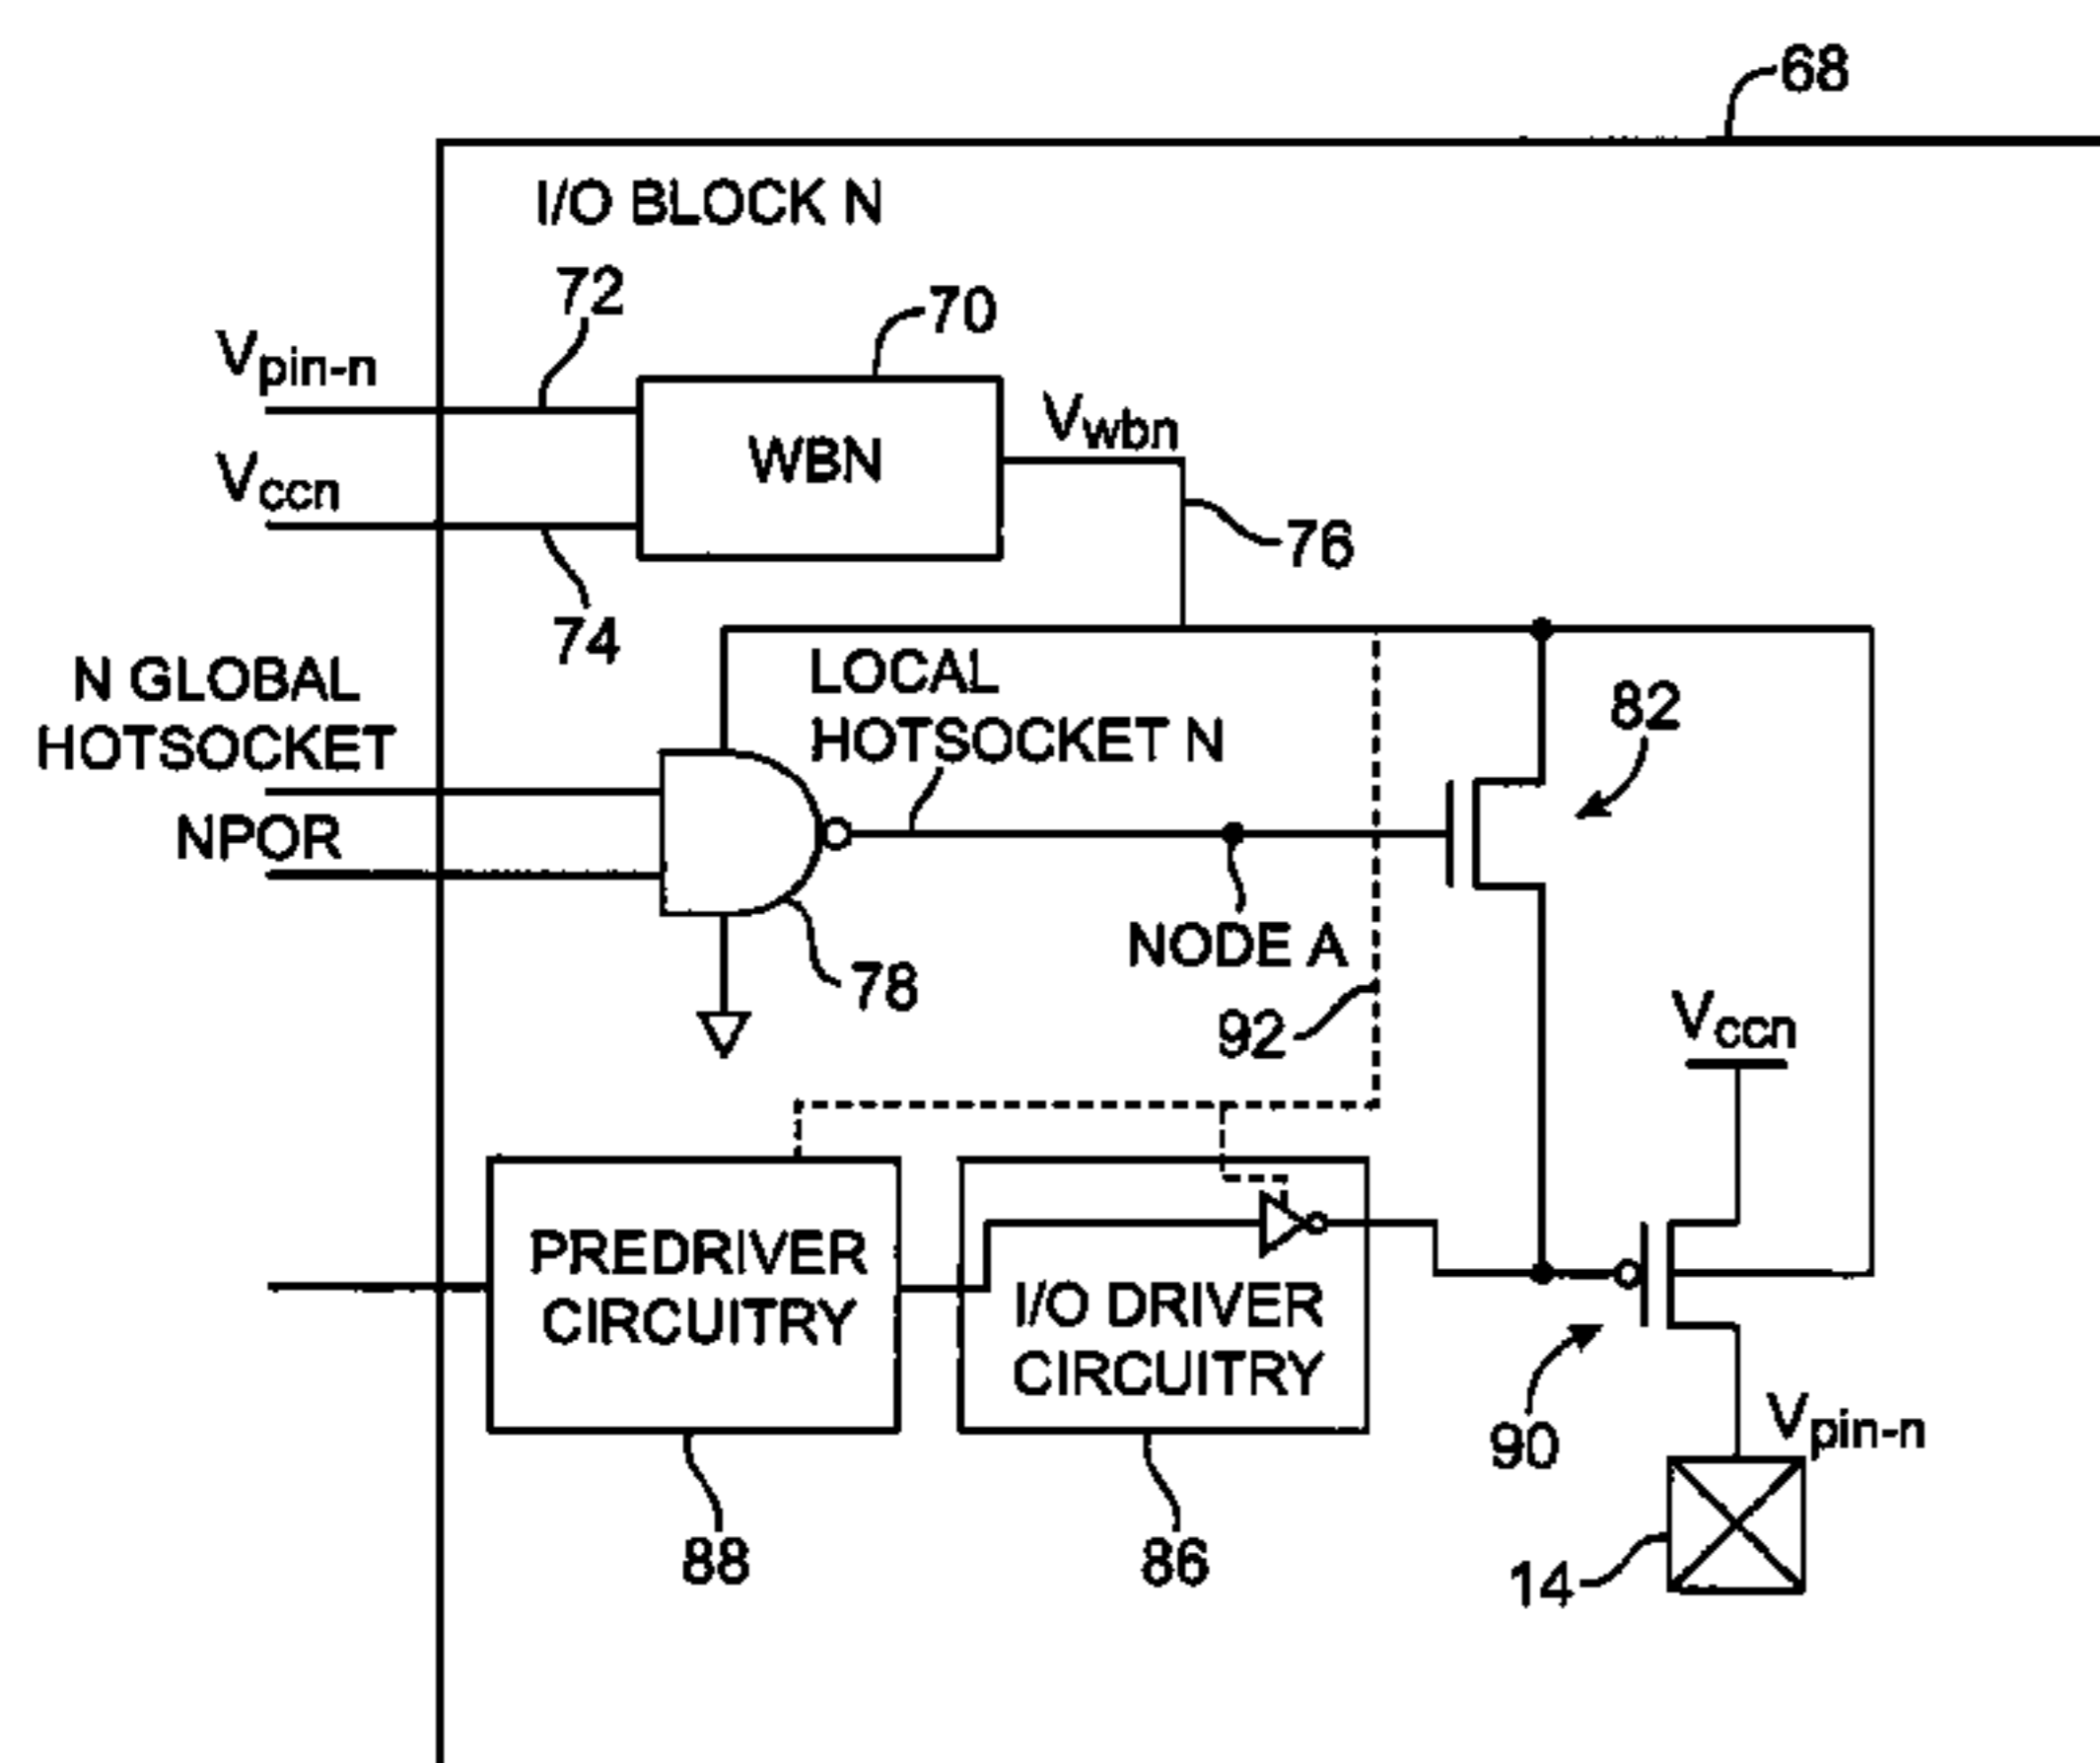 68
I/O BLOCK N
72
70
Vpin-n
Vwbn
WBN
Vccn
76
74
N GLOBAL
HOTSOCKET
LOCAL
HOTSOCKET N
82
NPOR
NODE A
78
92
Vccn
PREDRIVER
CIRCUITRY
I/O DRIVER
CIRCUITRY
90
Vpin-n
88
86
14